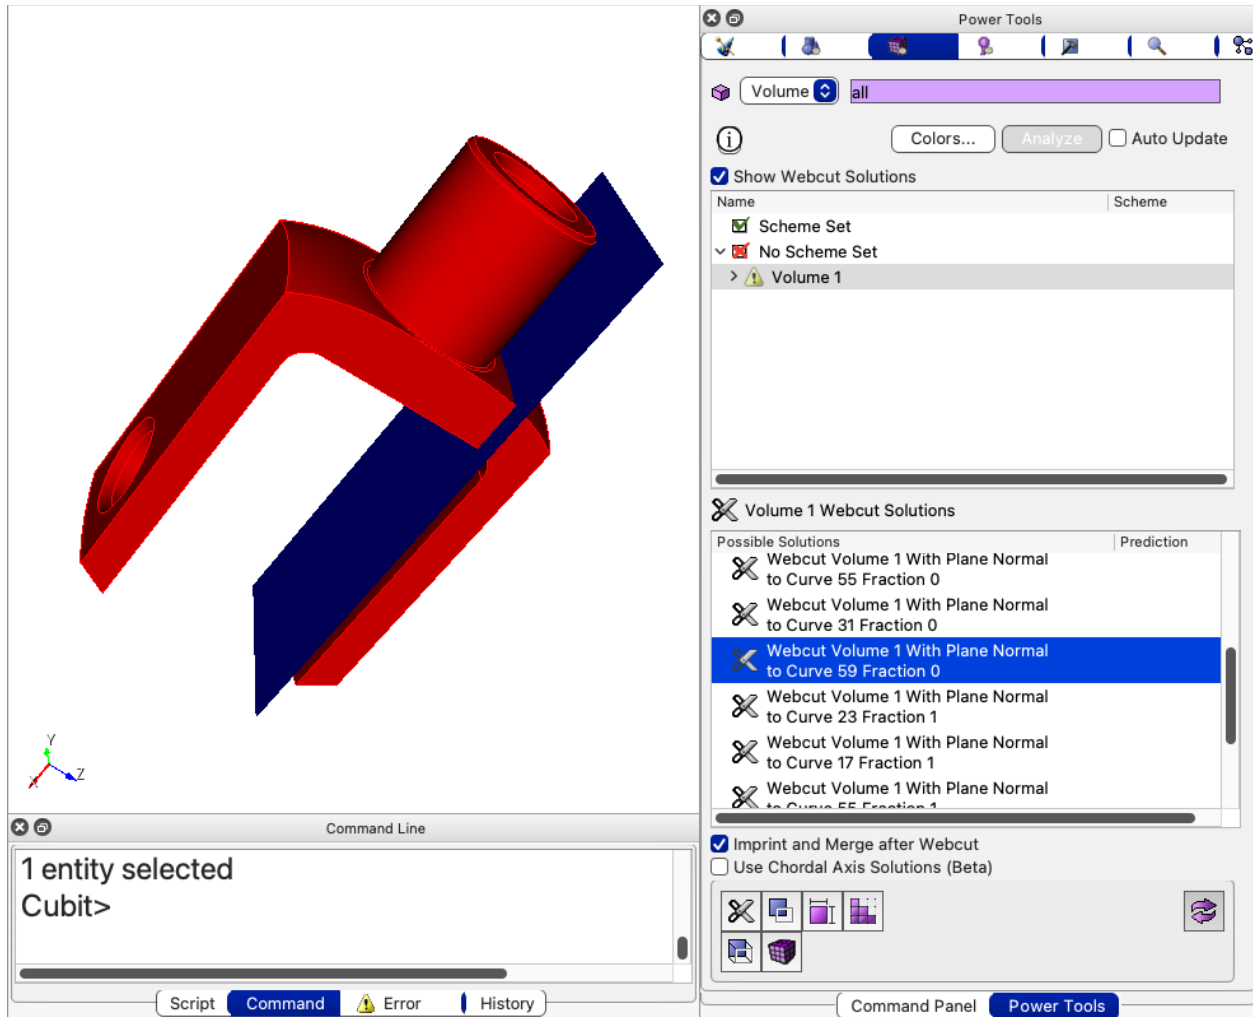 Power Tools
Volume
all
Colors...
Analyze
Auto Update
Show Webcut Solutions
Name
Scheme
Scheme Set
No Scheme Set
Volume 1
Volume 1 Webcut Solutions
Possible Solutions
Prediction
Webcut Volume 1 With Plane Normal
to Curve 55 Fraction 0
Webcut Volume 1 With Plane Normal
to Curve 31 Fraction 0
Webcut Volume 1 With Plane Normal
to Curve 59 Fraction 0
Webcut Volume 1 With Plane Normal
to Curve 23 Fraction 1
Webcut Volume 1 With Plane Normal
to Curve 17 Fraction 1
Webcut Volume 1 With Plane Normal
to Curve 55 Fraction 1
Imprint and Merge after Webcut
Use Chordal Axis Solutions (Beta)
Command Panel
Power Tools
Y
X
Z
Command Line
1 entity selected
Cubit>
Script
Command
Error
History